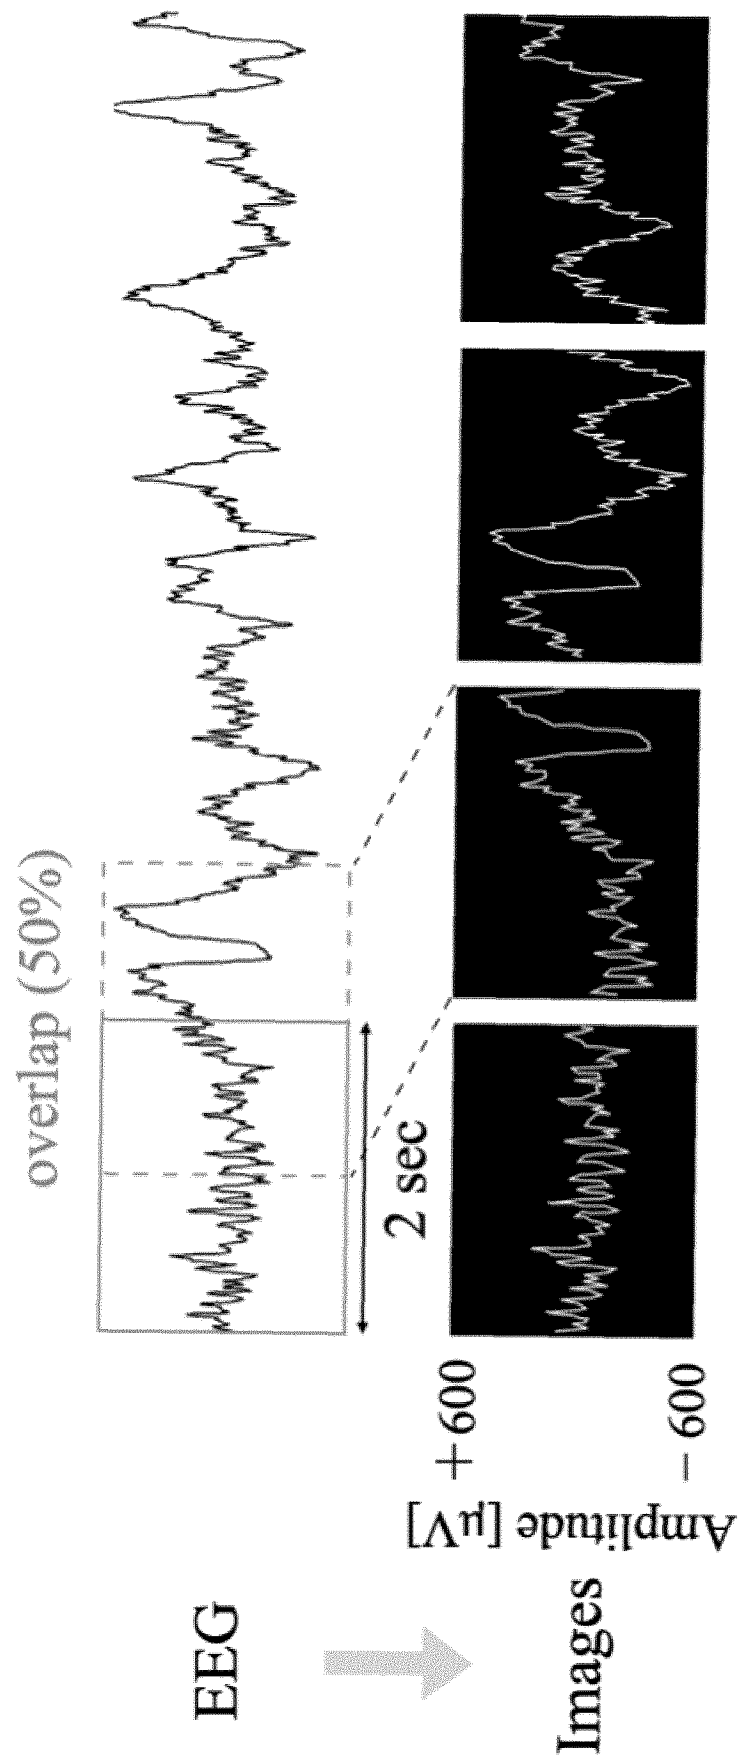 overlap (50%)
EEG
2 sec
Images
Amplitude [μV]
+600
−600